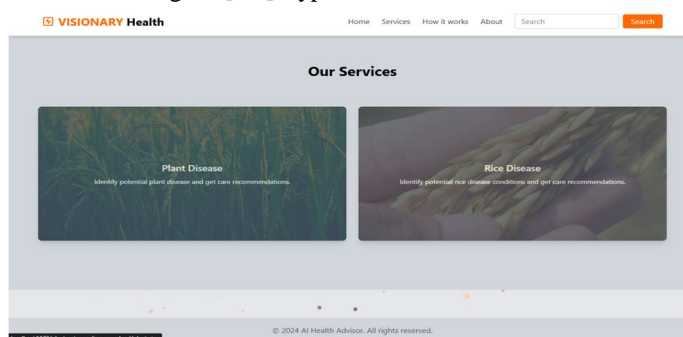 VISIONARY Health
Home Services How it works About Search Search
Our Services
Plant Disease
Identify potential plant disease and get care recommendations.
Rice Disease
Identify potential rice disease conditions and get care recommendations.
© 2024 AI Health Advisor. All rights reserved.